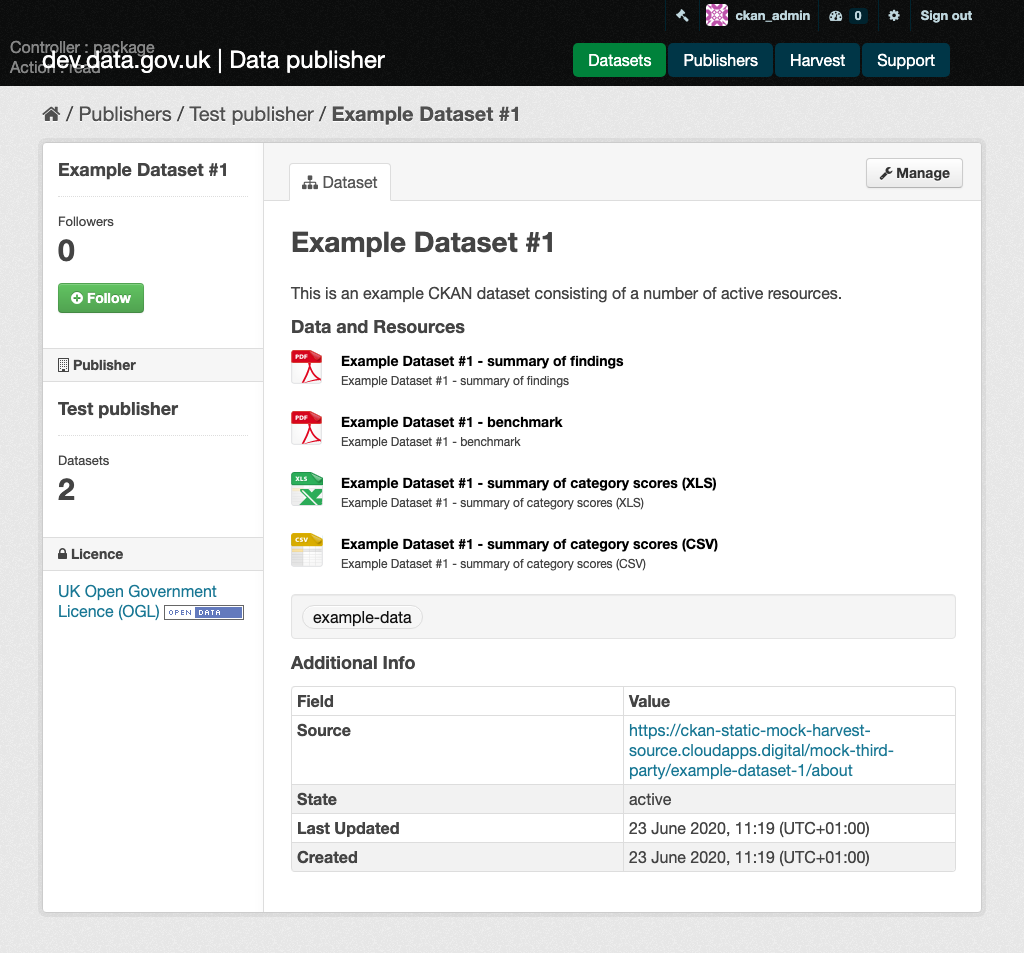 ckan_admin 0 Sign out
Controller : package
Action : read
dev.data.gov.uk | Data publisher
Datasets Publishers Harvest Support
/ Publishers / Test publisher / Example Dataset #1
Example Dataset #1
Followers
0
Follow
Publisher
Test publisher
Datasets
2
Licence
UK Open Government
Licence (OGL) OPEN DATA
Dataset
Manage
Example Dataset #1
This is an example CKAN dataset consisting of a number of active resources.
Data and Resources
PDF
Example Dataset #1 - summary of findings
Example Dataset #1 - summary of findings
PDF
Example Dataset #1 - benchmark
Example Dataset #1 - benchmark
XLS
Example Dataset #1 - summary of category scores (XLS)
Example Dataset #1 - summary of category scores (XLS)
CSV
Example Dataset #1 - summary of category scores (CSV)
Example Dataset #1 - summary of category scores (CSV)
example-data
Additional Info
Field Value
Source https://ckan-static-mock-harvest-
source.cloudapps.digital/mock-third-
party/example-dataset-1/about
State active
Last Updated 23 June 2020, 11:19 (UTC+01:00)
Created 23 June 2020, 11:19 (UTC+01:00)